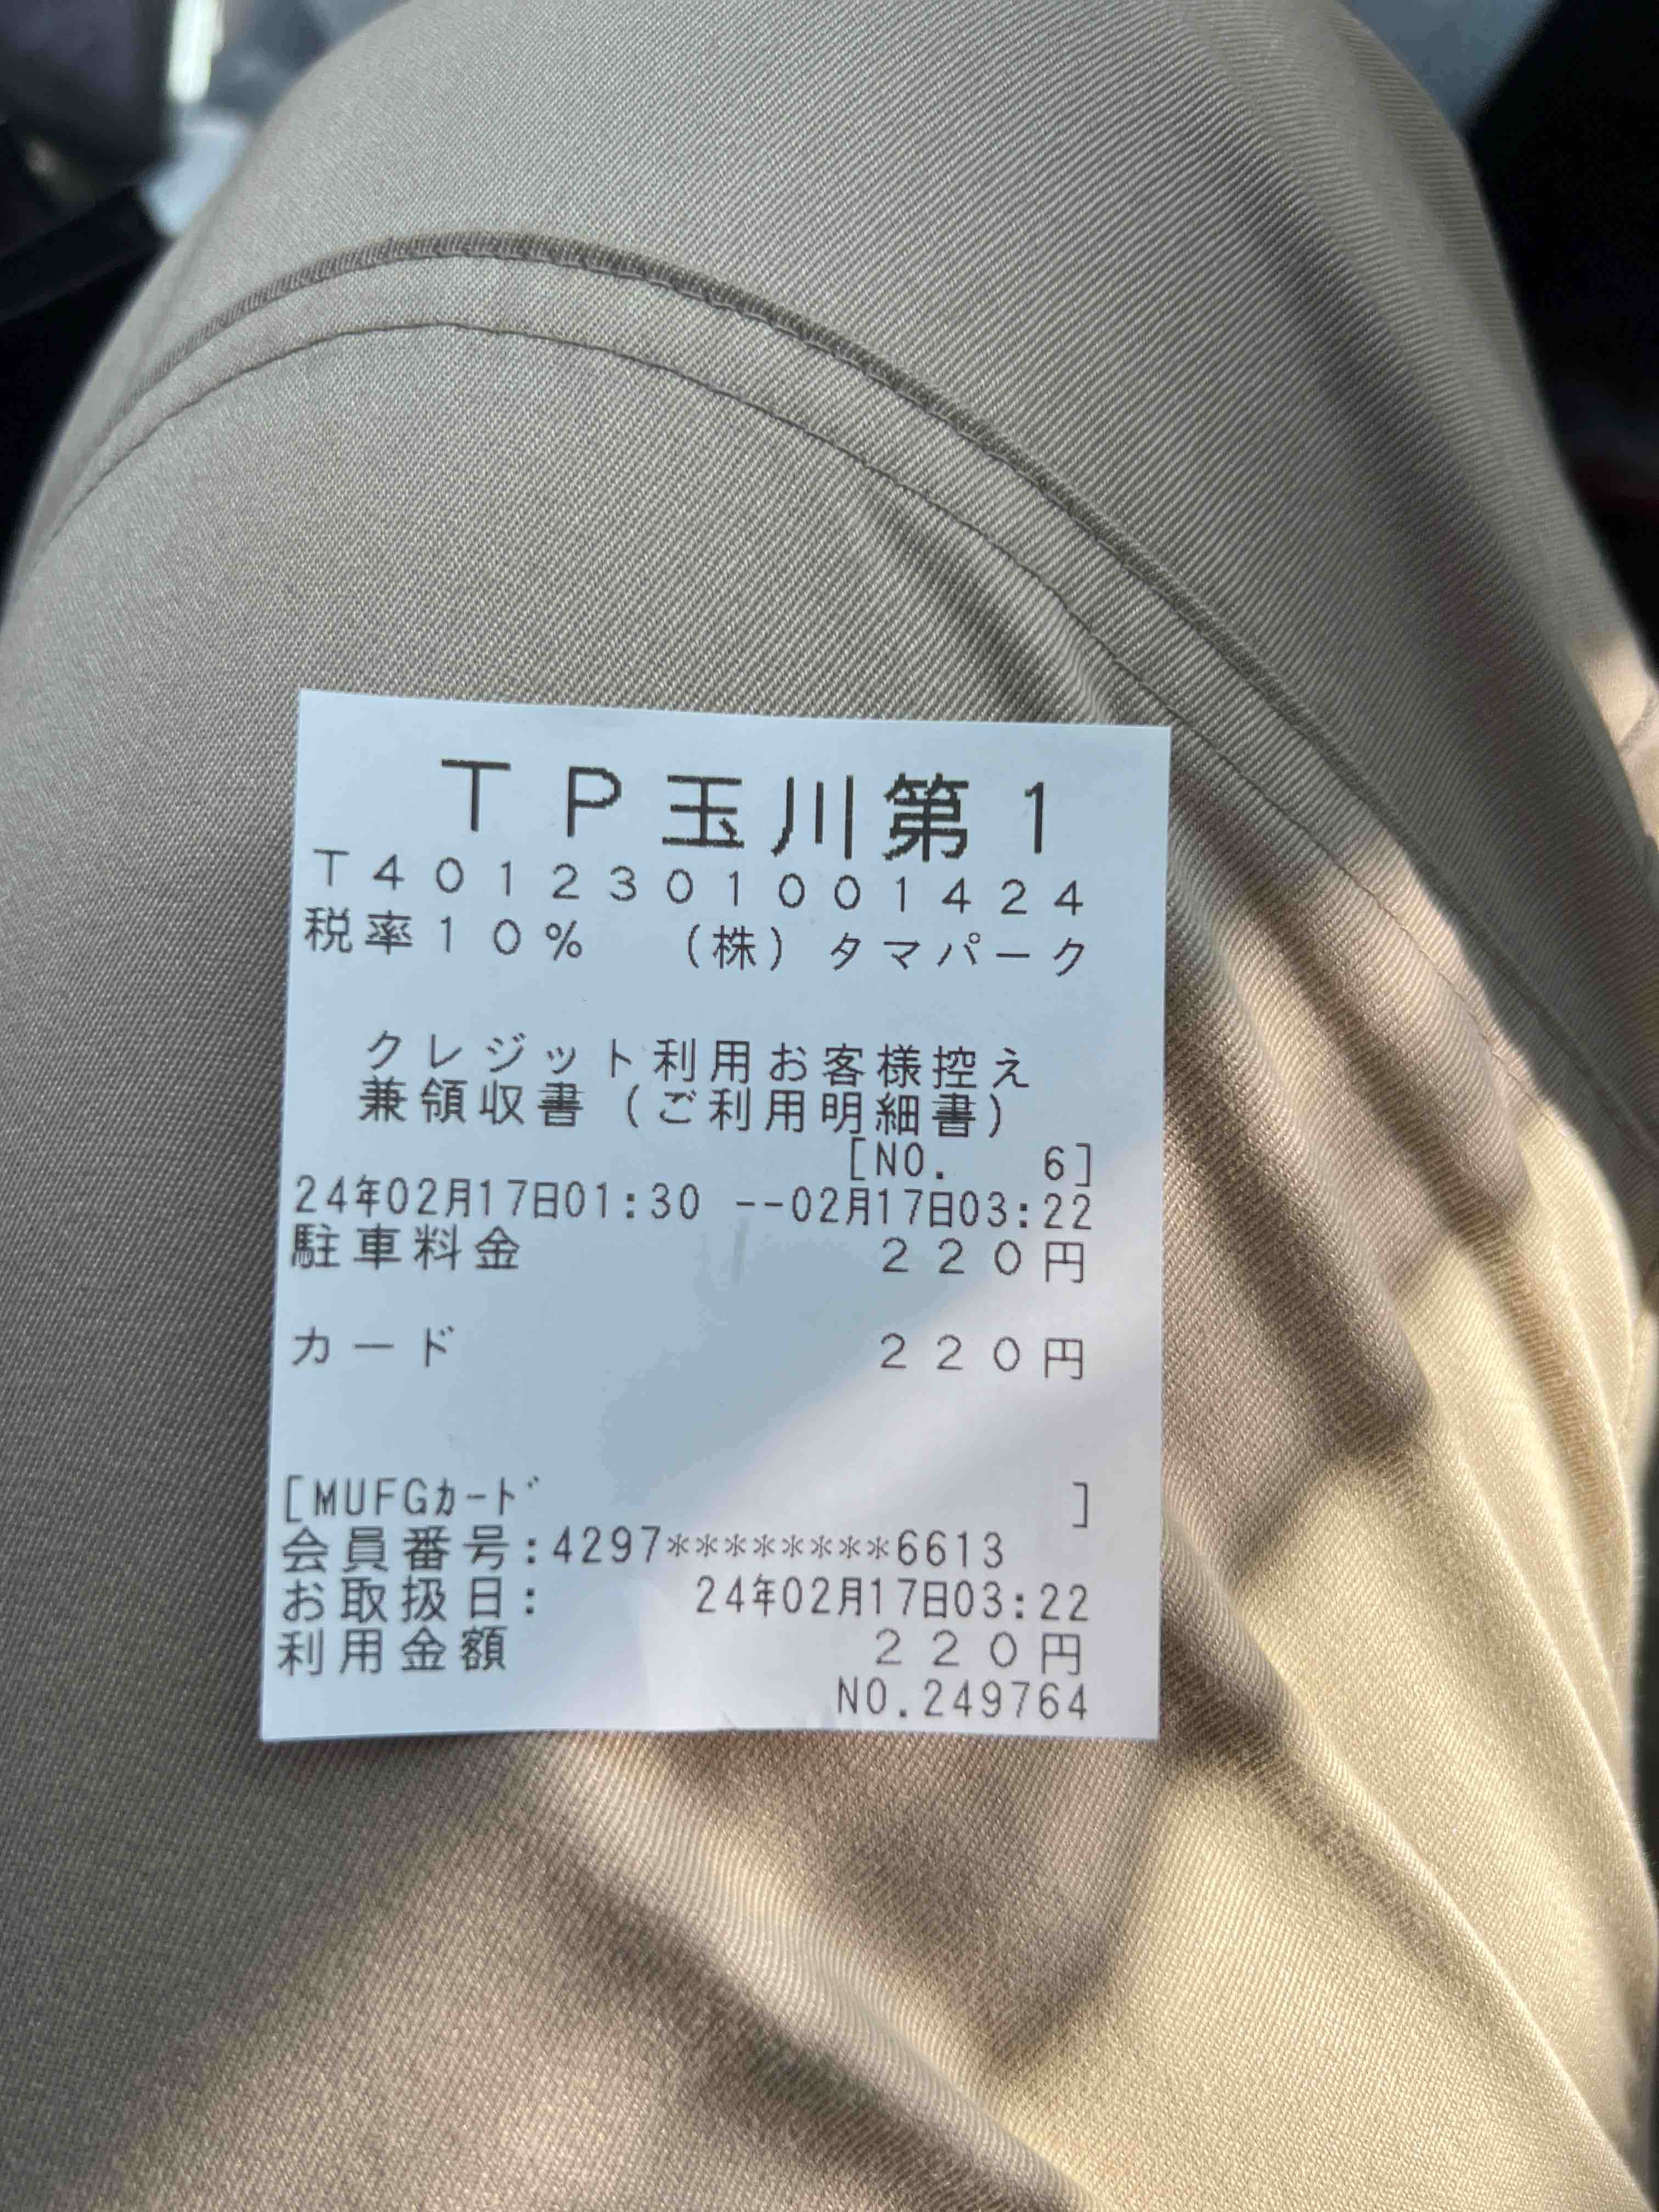 ＴＰ玉川第１
Ｔ４０１２３０１００１４２４
税率１０％　（株）タマパーク
クレジット利用お客様控え
兼領収書（ご利用明細書）
[NO. 6]
24年02月17日01:30 --02月17日03:22
駐車料金 ２２０円
カード ２２０円
[MUFGｶｰﾄﾞ ]
会員番号:4297********6613
お取扱日: 24年02月17日03:22
利用金額 ２２０円
NO.249764